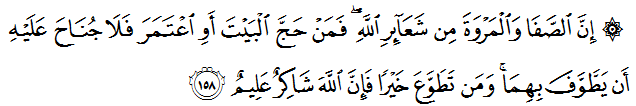 ۞ إِنَّ ٱلصَّفَا وَٱلْمَرْوَةَ مِن شَعَآئِرِ ٱللَّهِ ۖ فَمَنْ حَجَّ ٱلْبَيْتَ أَوِ ٱعْتَمَرَ فَلَا جُنَاحَ عَلَيْهِ
أَن يَطَّوَّفَ بِهِمَا ۚ وَمَن تَطَوَّعَ خَيْرًا فَإِنَّ ٱللَّهَ شَاكِرٌ عَلِيمٌ ﴿١٥٨﴾